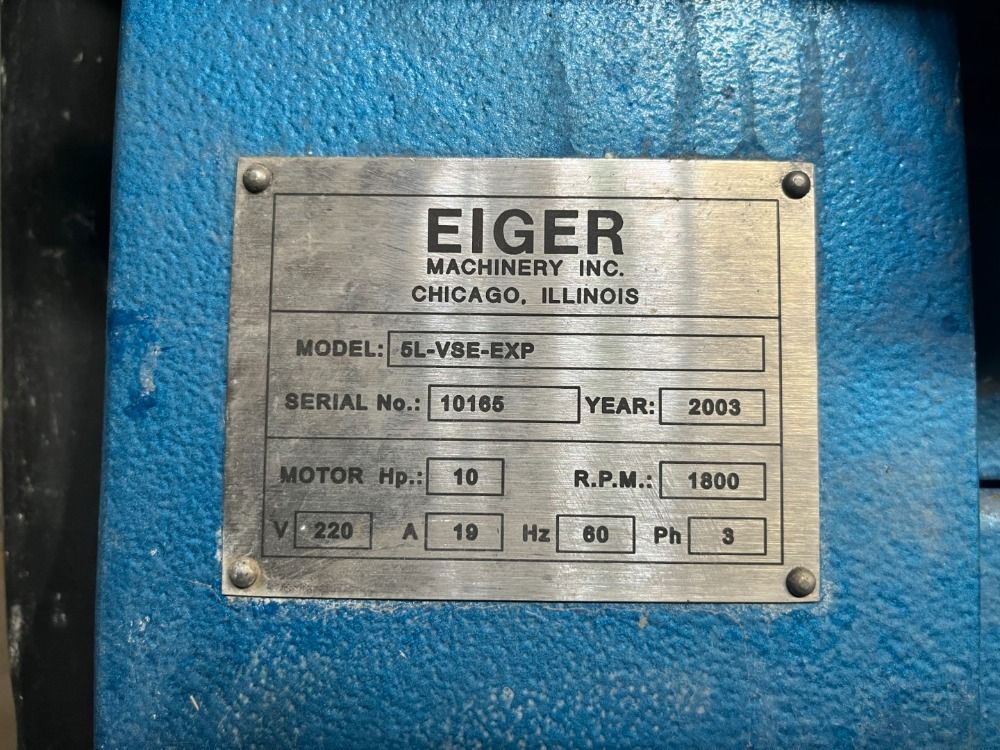 EIGER
MACHINERY INC.
CHICAGO, ILLINOIS
MODEL: 5L-VSE-EXP
SERIAL No.: 10165 YEAR: 2003
MOTOR Hp.: 10 R.P.M.: 1800
V 220 A 19 Hz 60 Ph 3